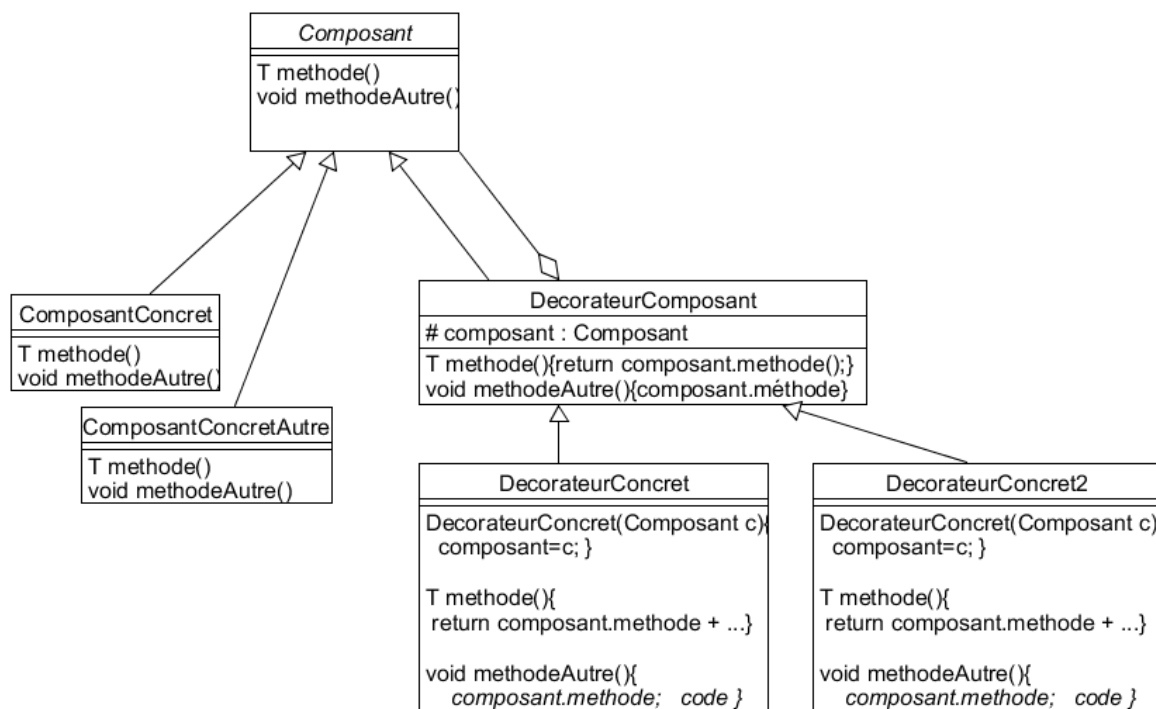 Composant
T methode()
void methodeAutre()
ComposantConcret
T methode()
void methodeAutre()
ComposantConcretAutre
T methode()
void methodeAutre()
DecorateurComposant
# composant : Composant
T methode(){return composant.methode();}
void methodeAutre(){composant.méthode}
DecorateurConcret
DecorateurConcret(Composant c){
composant=c; }
T methode(){
return composant.methode + ...}
void methodeAutre(){
composant.methode; code }
DecorateurConcret2
DecorateurConcret(Composant c)
composant=c; }
T methode(){
return composant.methode + ...}
void methodeAutre(){
composant.methode; code }